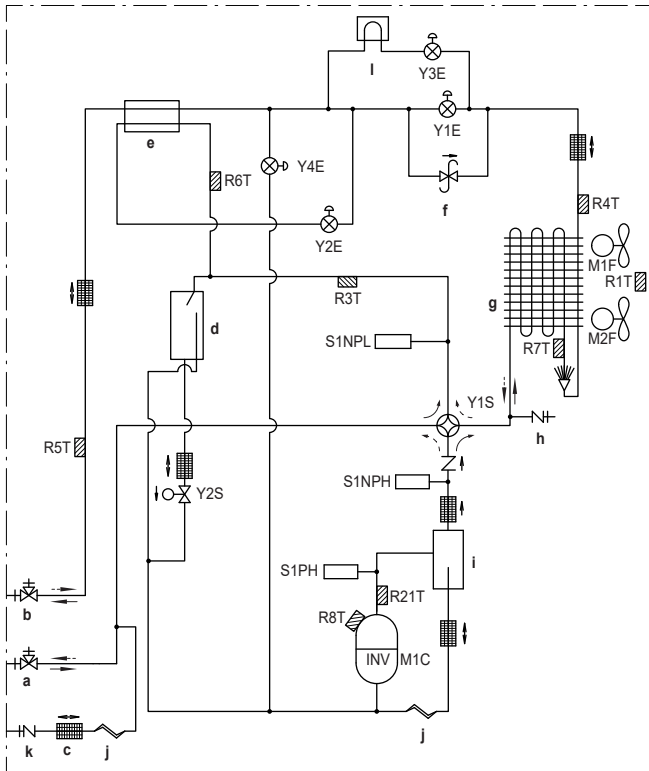 l
Y3E
Y1E
e
Y4E
R6T
f
R4T
Y2E
M1F
R1T
g
R3T
d
M2F
S1NPL
R7T
Y1S
h
R5T
Y2S
S1NPH
S1PH
i
R21T
b
R8T
INV
M1C
a
k
c
j
j